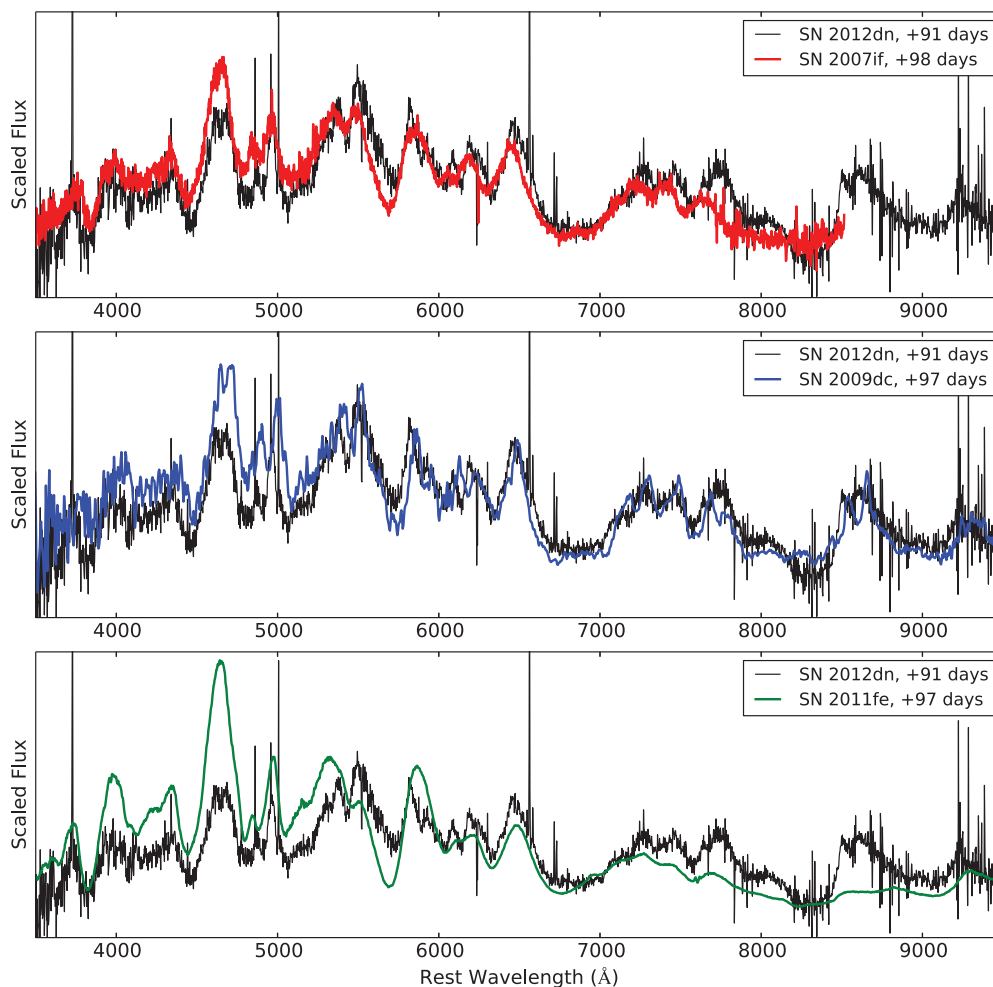 SN 2012dn, +91 days
SN 2007if, +98 days
Scaled Flux
4000 5000 6000 7000 8000 9000
SN 2012dn, +91 days
SN 2009dc, +97 days
Scaled Flux
4000 5000 6000 7000 8000 9000
SN 2012dn, +91 days
SN 2011fe, +97 days
Scaled Flux
4000 5000 6000 7000 8000 9000
Rest Wavelength (Å)